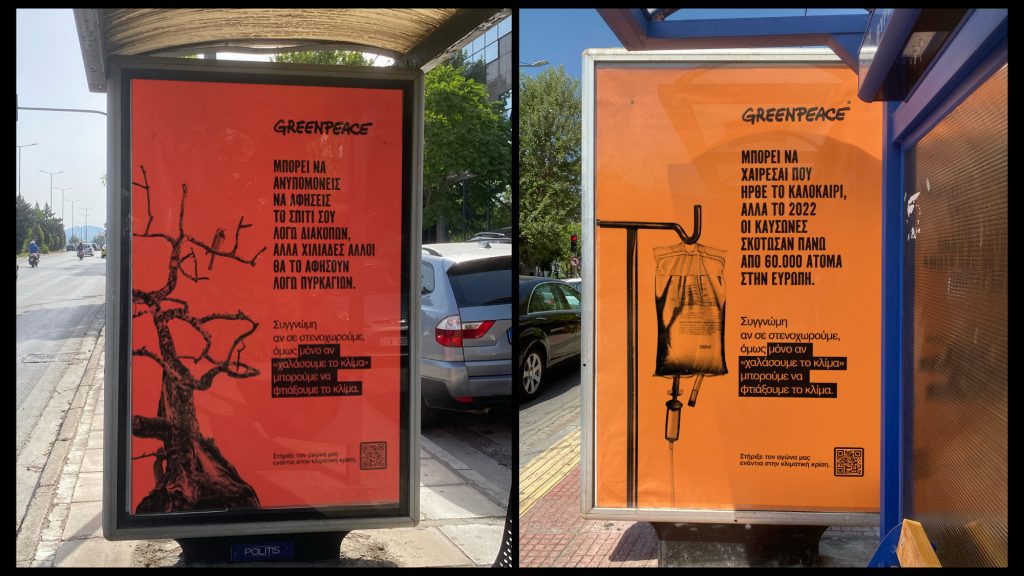 GREENPEACE
ΜΠΟΡΕΙ ΝΑ
ΑΝΥΠΟΜΟΝΕΙΣ
ΝΑ ΑΦΗΣΕΙΣ
ΤΟ ΣΠΙΤΙ ΣΟΥ
ΛΟΓΩ ΔΙΑΚΟΠΩΝ,
ΑΛΛΑ ΧΙΛΙΑΔΕΣ ΑΛΛΟΙ
ΘΑ ΤΟ ΑΦΗΣΟΥΝ
ΛΟΓΩ ΠΥΡΚΑΓΙΩΝ.
Συγγνώμη
αν σε στενοχωρούμε,
όμως μόνο αν
«χαλάσουμε το κλίμα»
μπορούμε να
φτιάξουμε το κλίμα.
Στήριξε τον αγώνα μας
ενάντια στην κλιματική κρίση.
POLITIS
GREENPEACE
ΜΠΟΡΕΙ ΝΑ
ΧΑΙΡΕΣΑΙ ΠΟΥ
ΗΡΘΕ ΤΟ ΚΑΛΟΚΑΙΡΙ,
ΑΛΛΑ ΤΟ 2022
ΟΙ ΚΑΥΣΩΝΕΣ
ΣΚΟΤΩΣΑΝ ΠΑΝΩ
ΑΠΟ 60.000 ΑΤΟΜΑ
ΣΤΗΝ ΕΥΡΩΠΗ.
Συγγνώμη
αν σε στενοχωρούμε,
όμως μόνο αν
«χαλάσουμε το κλίμα»
μπορούμε να
φτιάξουμε το κλίμα.
Στήριξε τον αγώνα μας
ενάντια στην κλιματική κρίση.